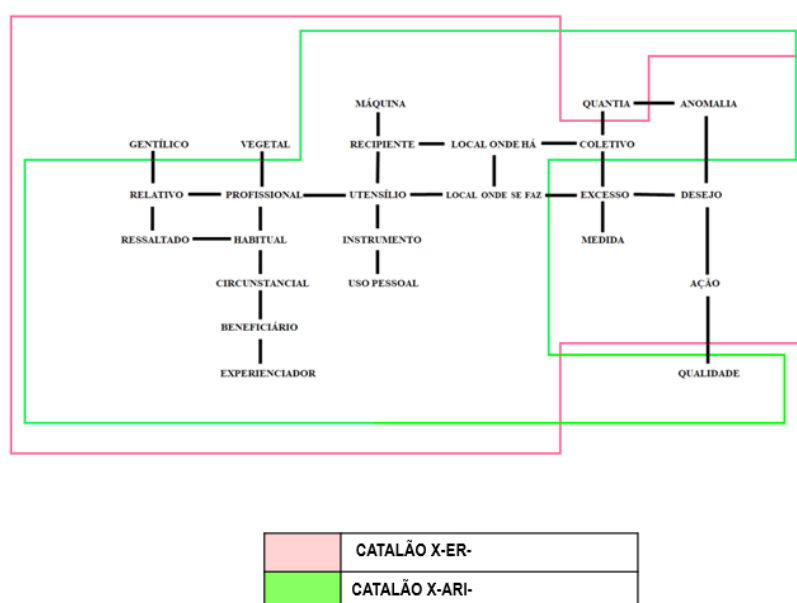 MÁQUINA QUANTIA ANOMALIA
GENTÍLICO VEGETAL RECIPIENTE LOCAL ONDE HÁ COLETIVO
RELATIVO PROFISSIONAL UTENSÍLIO LOCAL ONDE SE FAZ EXCESSO DESEJO
RESSALTADO HABITUAL INSTRUMENTO MEDIDA
CIRCUNSTANCIAL USO PESSOAL AÇÃO
BENEFICIÁRIO
EXPERIENCIADOR QUALIDADE
CATALÃO X-ER-
CATALÃO X-ARI-